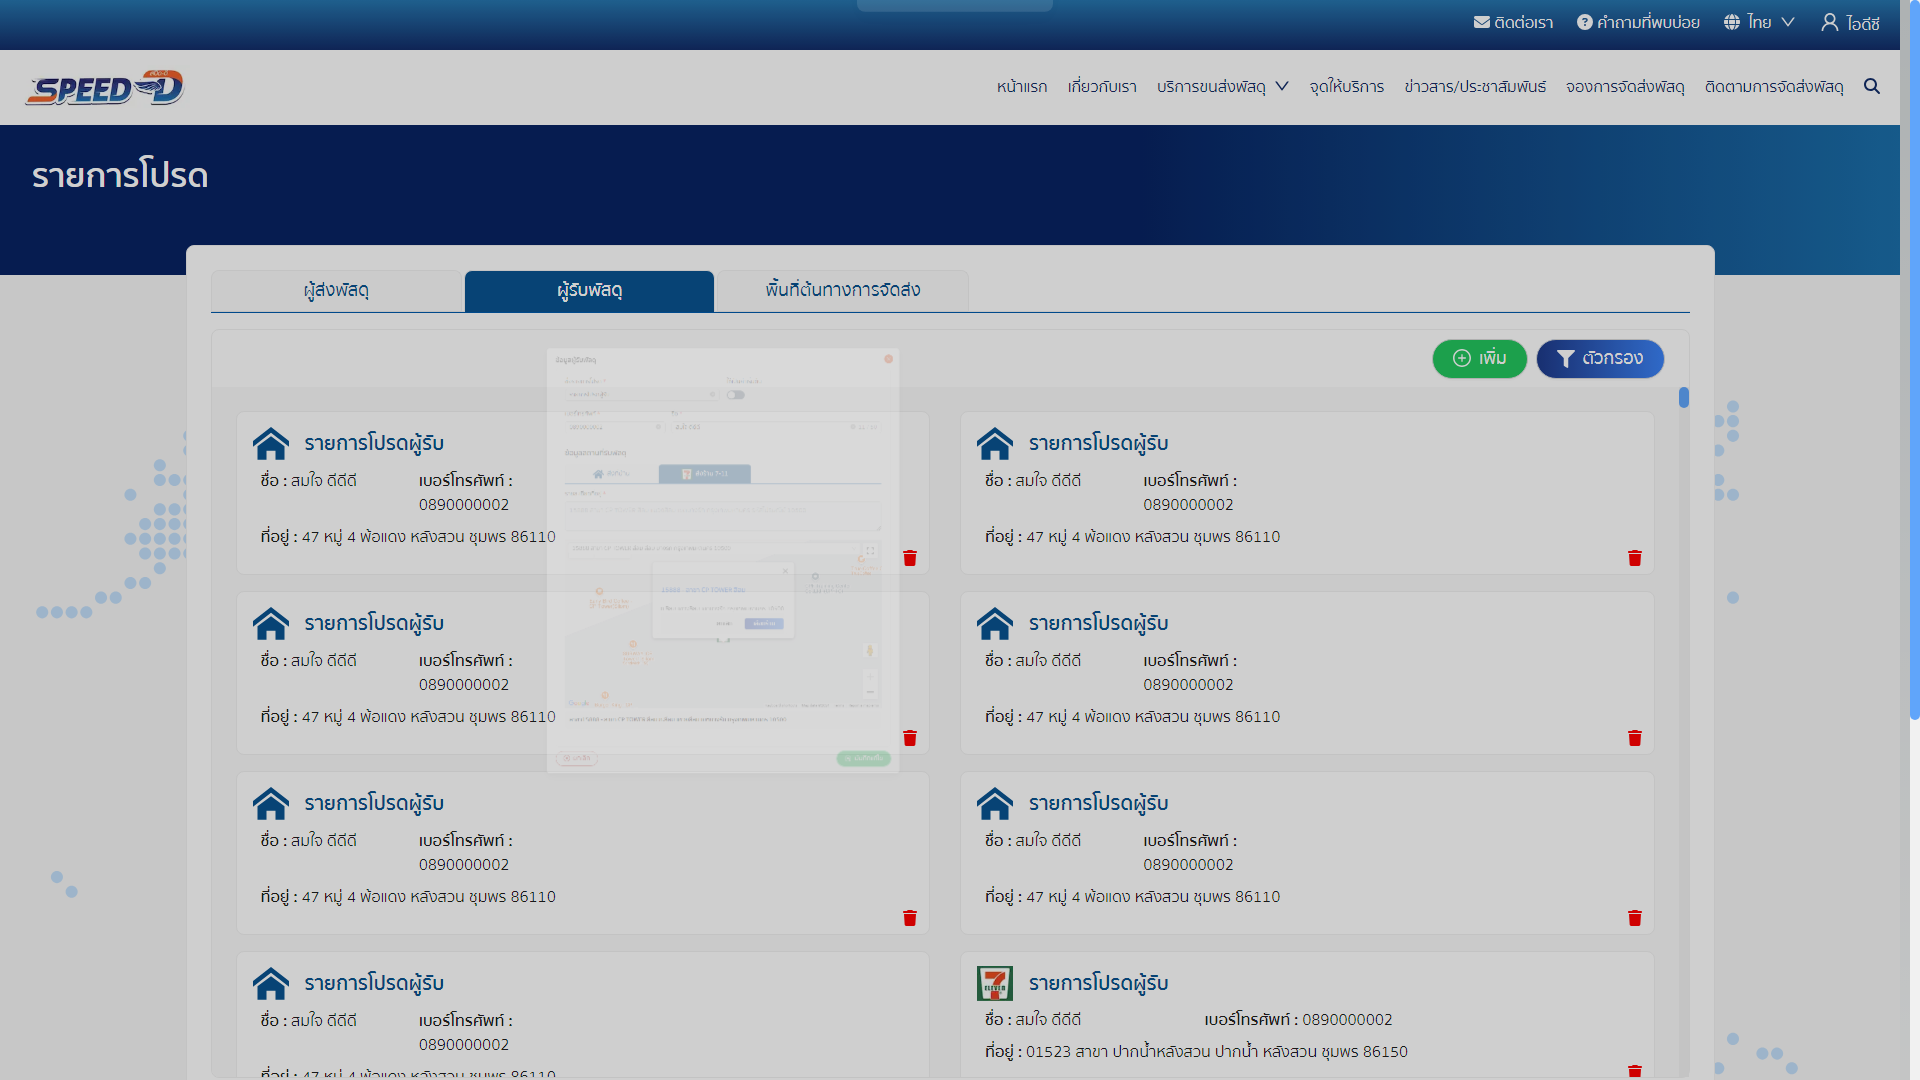 ติดต่อเรา คำถามที่พบบ่อย ไทย ไอดีซี
SPEED-D
หน้าแรก เกี่ยวกับเรา บริการขนส่งพัสดุ จุดให้บริการ ข่าวสาร/ประชาสัมพันธ์ จองการจัดส่งพัสดุ ติดตามการจัดส่งพัสดุ
รายการโปรด
ผู้ส่งพัสดุ ผู้รับพัสดุ พื้นที่ต้นทางการจัดส่ง
เพิ่ม ตัวกรอง
รายการโปรดผู้รับ
ชื่อ : สมใจ ดีดีดี เบอร์โทรศัพท์ :
0890000002
ที่อยู่ : 47 หมู่ 4 พ้อแดง หลังสวน ชุมพร 86110
รายการโปรดผู้รับ
ชื่อ : สมใจ ดีดีดี เบอร์โทรศัพท์ :
0890000002
ที่อยู่ : 47 หมู่ 4 พ้อแดง หลังสวน ชุมพร 86110
รายการโปรดผู้รับ
ชื่อ : สมใจ ดีดีดี เบอร์โทรศัพท์ :
0890000002
ที่อยู่ : 47 หมู่ 4 พ้อแดง หลังสวน ชุมพร 86110
รายการโปรดผู้รับ
ชื่อ : สมใจ ดีดีดี เบอร์โทรศัพท์ :
0890000002
ที่อยู่ : 47 หมู่ 4 พ้อแดง หลังสวน ชุมพร 86110
รายการโปรดผู้รับ
ชื่อ : สมใจ ดีดีดี เบอร์โทรศัพท์ :
0890000002
ที่อยู่ : 47 หมู่ 4 พ้อแดง หลังสวน ชุมพร 86110
รายการโปรดผู้รับ
ชื่อ : สมใจ ดีดีดี เบอร์โทรศัพท์ :
0890000002
ที่อยู่ : 47 หมู่ 4 พ้อแดง หลังสวน ชุมพร 86110
รายการโปรดผู้รับ
ชื่อ : สมใจ ดีดีดี เบอร์โทรศัพท์ :
0890000002
ที่อยู่ : 47 หมู่ 4 พ้อแดง หลังสวน ชุมพร 86110
7 ELEVEN
รายการโปรดผู้รับ
ชื่อ : สมใจ ดีดีดี เบอร์โทรศัพท์ : 0890000002
ที่อยู่ : 01523 สาขา ปากน้ำหลังสวน ปากน้ำ หลังสวน ชุมพร 86150